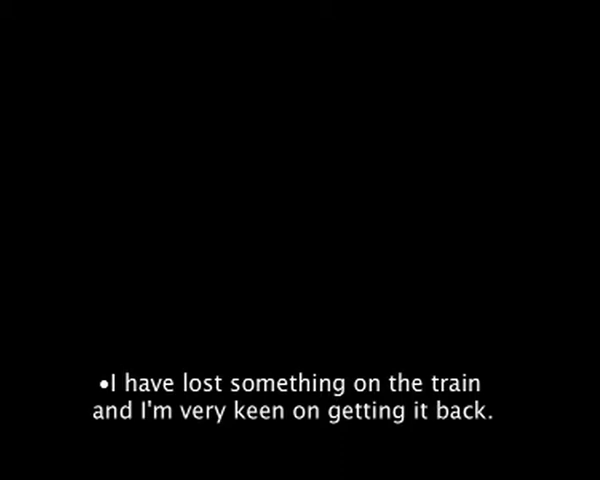 •I have lost something on the train
and I'm very keen on getting it back.